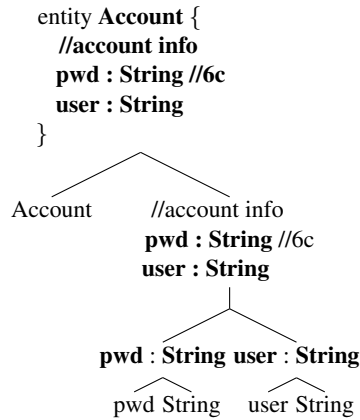 entity Account {
//account info
pwd : String //6c
user : String
}
Account //account info
pwd : String //6c
user : String
pwd : String user : String
pwd String user String